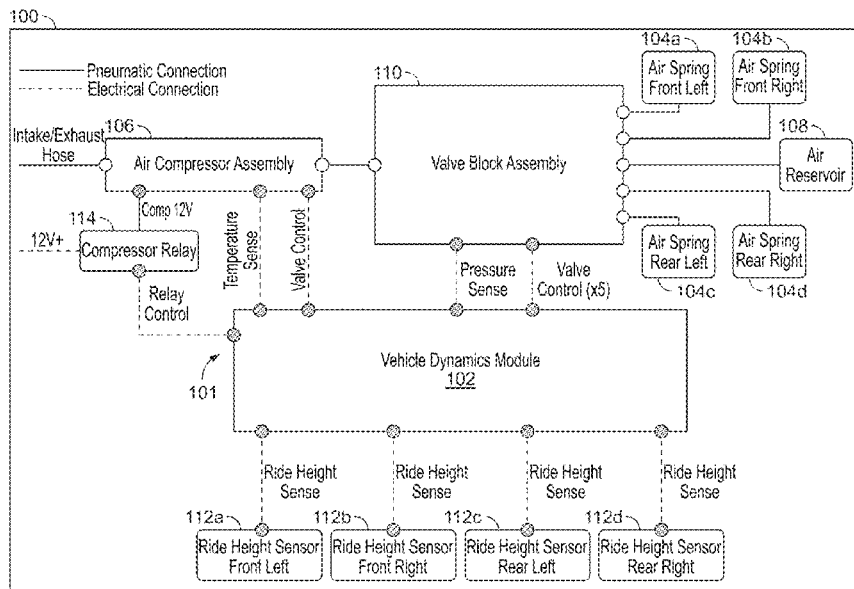 100
104a
104b
110
Air Spring
Front Left
Air Spring
Front Right
Pneumatic Connection
Electrical Connection
106
108
Intake/Exhaust
Hose
Air Compressor Assembly
Valve Block Assembly
Air
Reservoir
Comp 12V
114
12V+
Compressor Relay
Temperature
Sense
Valve Control
Air Spring
Rear Left
Air Spring
Rear Right
Pressure
Sense
Valve
Control (x5)
104c
104d
Relay
Control
Vehicle Dynamics Module
102
101
Ride Height
Sense
Ride Height
Sense
Ride Height
Sense
Ride Height
Sense
112a
112b
112c
112d
Ride Height Sensor
Front Left
Ride Height Sensor
Front Right
Ride Height Sensor
Rear Left
Ride Height Sensor
Rear Right